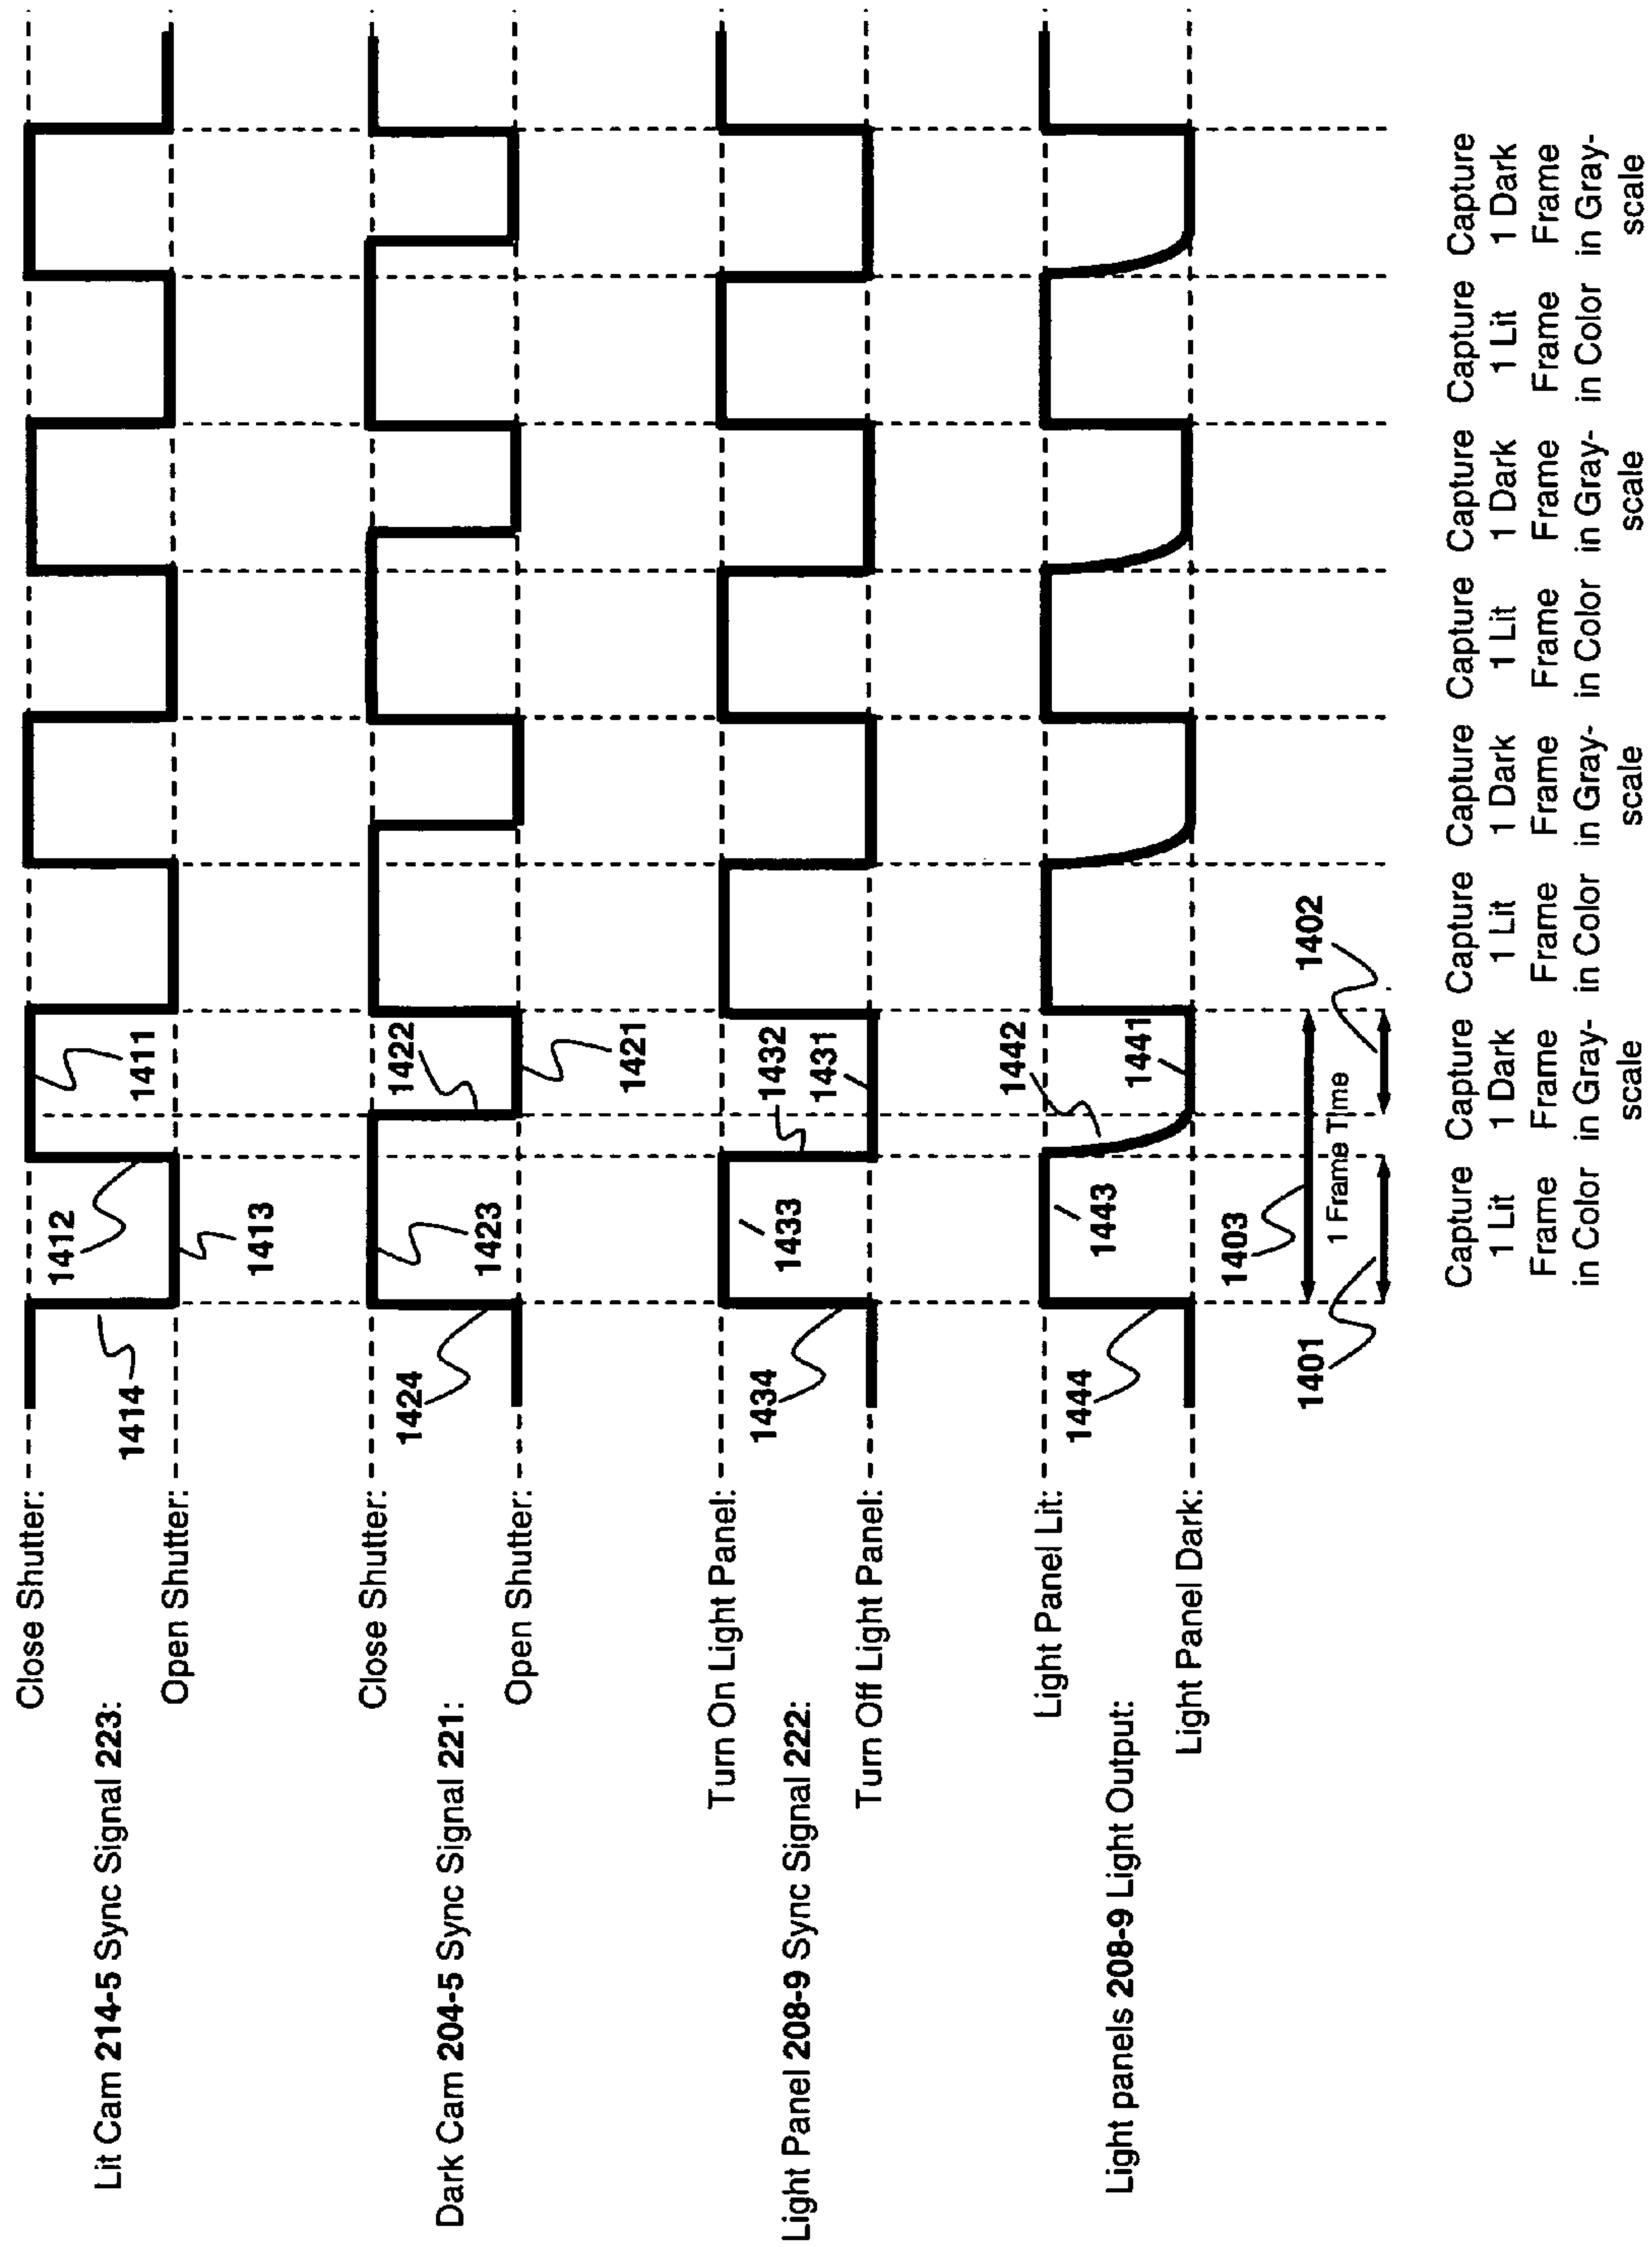 Close Shutter:
Lit Cam 214-5 Sync Signal 223:
Open Shutter:
1414
1412
1413
1411
Close Shutter:
Dark Cam 204-5 Sync Signal 221:
Open Shutter:
1424
1423
1422
1421
Turn On Light Panel:
Light Panel 208-9 Sync Signal 222:
Turn Off Light Panel:
1434
1433
1432
1431
Light Panel Lit:
Light panels 208-9 Light Output:
Light Panel Dark:
1444
1443
1442
1441
1403
1 Frame Time
1401
1402
Capture
1 Lit
Frame
in Color
Capture
1 Dark
Frame
in Gray-
scale
Capture
1 Lit
Frame
in Color
Capture
1 Dark
Frame
in Gray-
scale
Capture
1 Lit
Frame
in Color
Capture
1 Dark
Frame
in Gray-
scale
Capture
1 Lit
Frame
in Color
Capture
1 Dark
Frame
in Gray-
scale